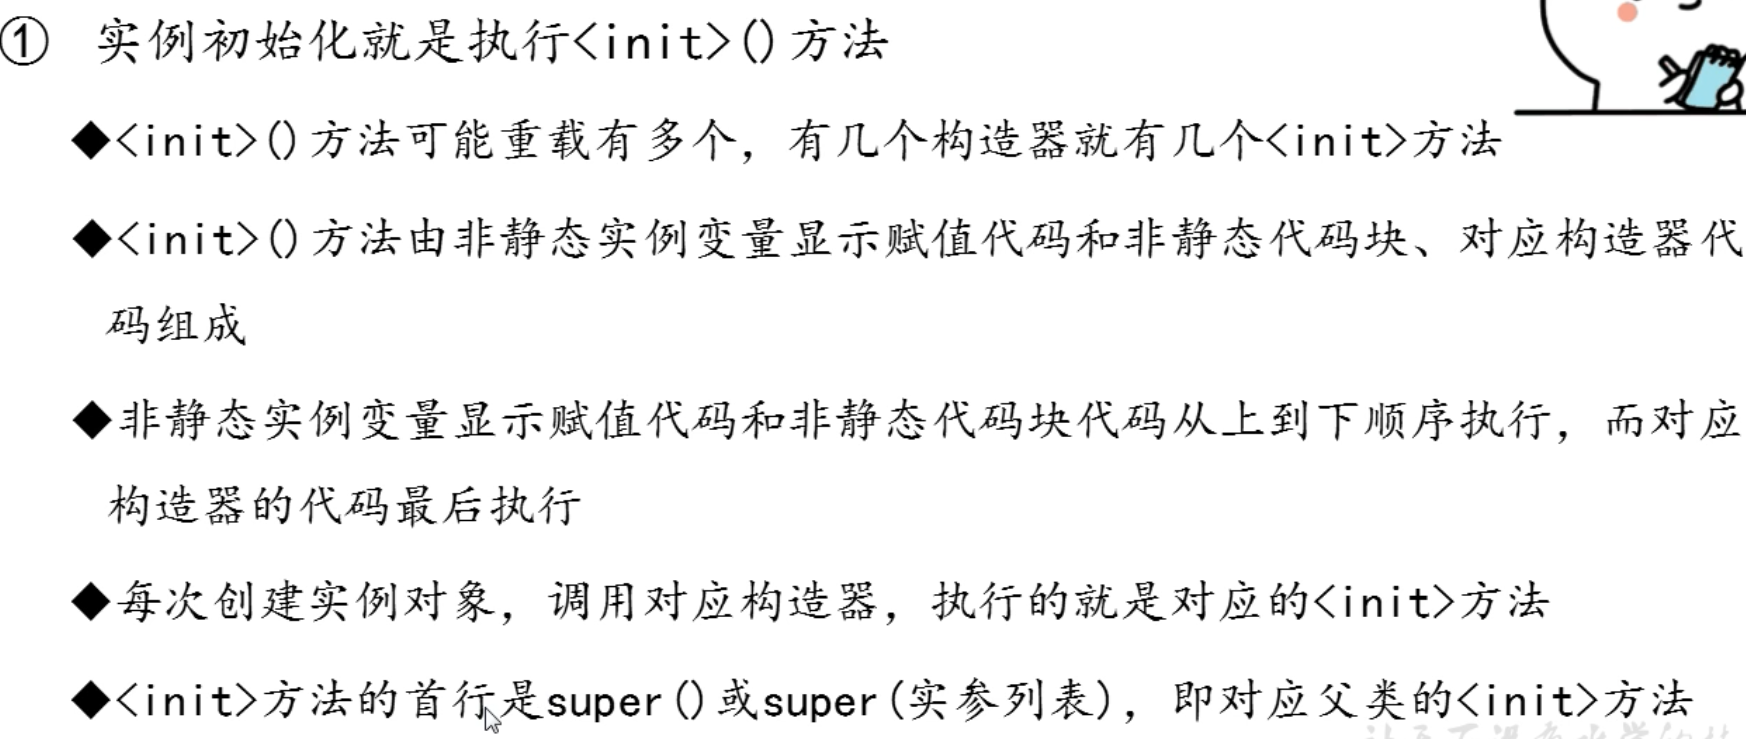 ① 实例初始化就是执行<init>()方法
◆<init>()方法可能重载有多个，有几个构造器就有几个<init>方法
◆<init>()方法由非静态实例变量显示赋值代码和非静态代码块、对应构造器代
码组成
◆非静态实例变量显示赋值代码和非静态代码块代码从上到下顺序执行，而对应
构造器的代码最后执行
◆每次创建实例对象，调用对应构造器，执行的就是对应的<init>方法
◆<init>方法的首行是super()或super(实参列表)，即对应父类的<init>方法